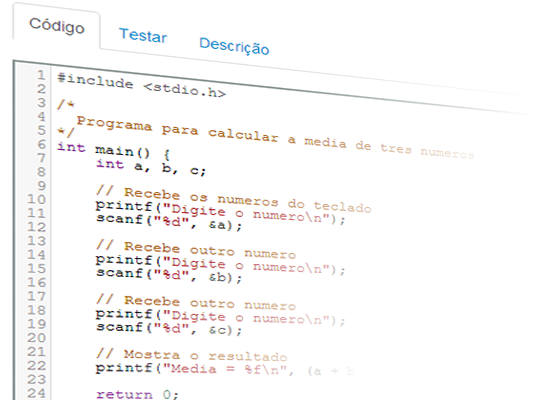 Código Testar Descrição
1 #include <stdio.h>
2
3 /*
4 Programa para calcular a media de tres numeros
5 */
6 int main() {
7 int a, b, c;
8
9 // Recebe os numeros do teclado
10 printf("Digite o numero\n");
11 scanf("%d", &a);
12
13 // Recebe outro numero
14 printf("Digite o numero\n");
15 scanf("%d", &b);
16
17 // Recebe outro numero
18 printf("Digite o numero\n");
19 scanf("%d", &c);
20
21 // Mostra o resultado
22 printf("Media = %f\n", (a + b
23
24 return 0;